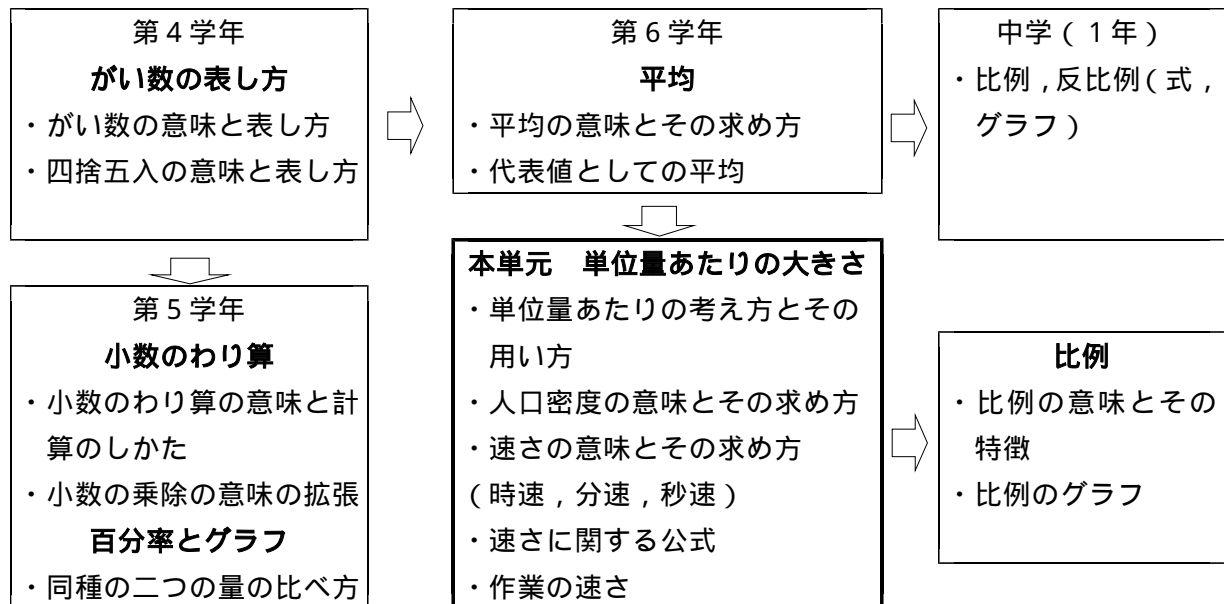 第4学年
がい数の表し方
・がい数の意味と表し方
・四捨五入の意味と表し方
第5学年
小数のわり算
・小数のわり算の意味と計
算のしかた
・小数の乗除の意味の拡張
百分率とグラフ
・同種の二つの量の比べ方
第6学年
平均
・平均の意味とその求め方
・代表値としての平均
本単元　単位量あたりの大きさ
・単位量あたりの考え方とその
用い方
・人口密度の意味とその求め方
・速さの意味とその求め方
(時速,分速,秒速)
・速さに関する公式
・作業の速さ
中学(1年)
・比例,反比例(式,
グラフ)
比例
・比例の意味とその
特徴
・比例のグラフ